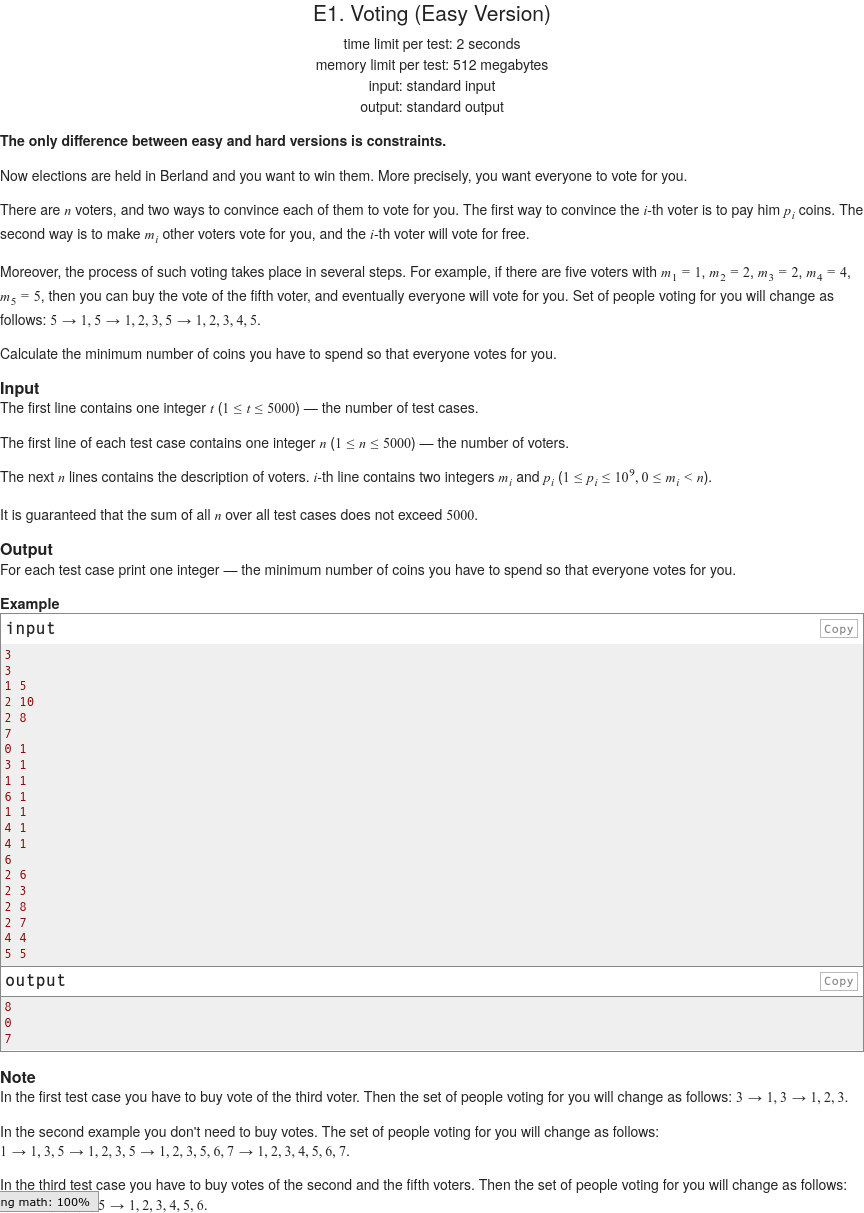 E1. Voting (Easy Version)
time limit per test: 2 seconds
memory limit per test: 512 megabytes
input: standard input
output: standard output
The only difference between easy and hard versions is constraints.
Now elections are held in Berland and you want to win them. More precisely, you want everyone to vote for you.
There are n voters, and two ways to convince each of them to vote for you. The first way to convince the i-th voter is to pay him p_i coins. The
second way is to make m_i other voters vote for you, and the i-th voter will vote for free.
Moreover, the process of such voting takes place in several steps. For example, if there are five voters with m_1 = 1, m_2 = 2, m_3 = 2, m_4 = 4,
m_5 = 5, then you can buy the vote of the fifth voter, and eventually everyone will vote for you. Set of people voting for you will change as
follows: 5 → 1, 5 → 1, 2, 3, 5 → 1, 2, 3, 4, 5.
Calculate the minimum number of coins you have to spend so that everyone votes for you.
Input
The first line contains one integer t (1 ≤ t ≤ 5000) — the number of test cases.
The first line of each test case contains one integer n (1 ≤ n ≤ 5000) — the number of voters.
The next n lines contains the description of voters. i-th line contains two integers m_i and p_i (1 ≤ p_i ≤ 10^9, 0 ≤ m_i < n).
It is guaranteed that the sum of all n over all test cases does not exceed 5000.
Output
For each test case print one integer — the minimum number of coins you have to spend so that everyone votes for you.
Example
input
Copy
3
3
1 5
2 10
2 8
7
0 1
3 1
1 1
6 1
1 1
4 1
4 1
6
2 6
2 3
2 8
2 7
4 4
5 5
output
Copy
8
0
7
Note
In the first test case you have to buy vote of the third voter. Then the set of people voting for you will change as follows: 3 → 1, 3 → 1, 2, 3.
In the second example you don't need to buy votes. The set of people voting for you will change as follows:
1 → 1, 3, 5 → 1, 2, 3, 5 → 1, 2, 3, 5, 6, 7 → 1, 2, 3, 4, 5, 6, 7.
In the third test case you have to buy votes of the second and the fifth voters. Then the set of people voting for you will change as follows:
ng math: 100%
5 → 1, 2, 3, 4, 5, 6.